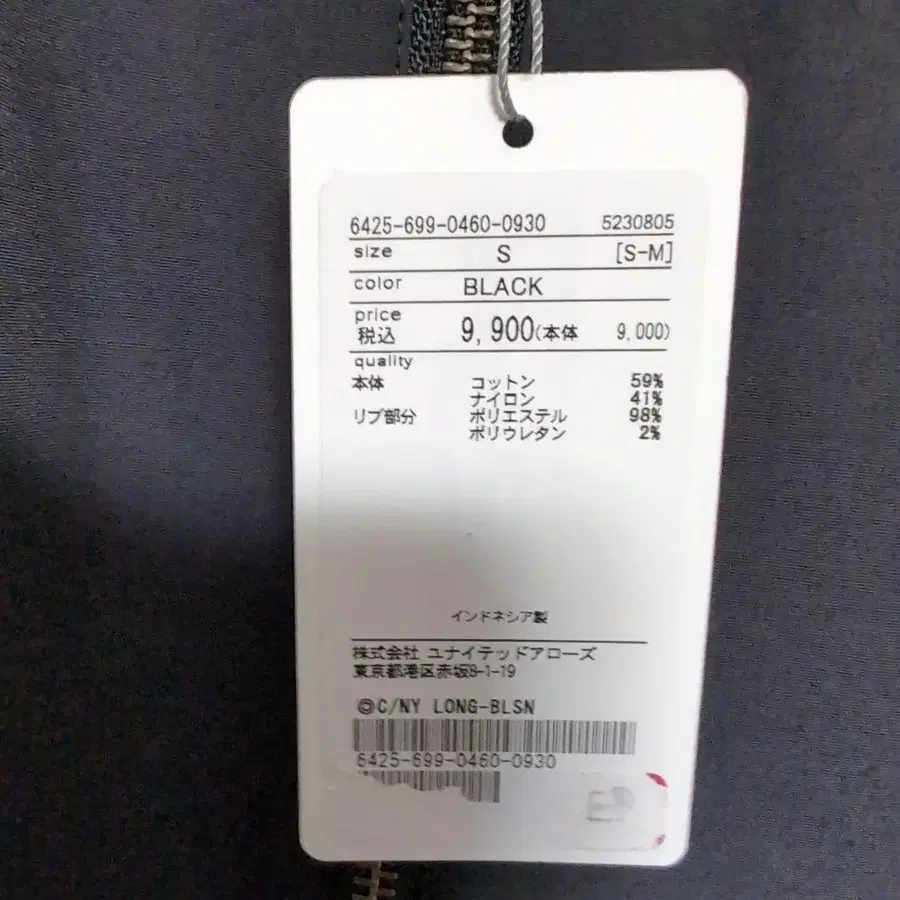 6425-699-0460-0930 5230805
size S [S-M]
color BLACK
price
税込 9,900(本体 9,000)
quality
本体 コットン 59%
ナイロン 41%
リブ部分 ポリエステル 98%
ポリウレタン 2%
インドネシア製
株式会社 ユナイテッドアローズ
東京都港区赤坂8-1-19
©C/NY LONG-BLSN
6425-699-0460-0930